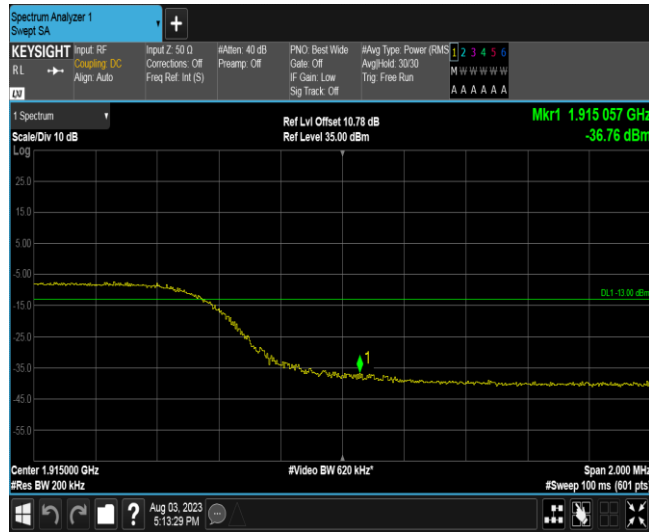 Spectrum Analyzer 1
Swept SA
KEYSIGHT
RL
LXI
Input: RF
Coupling: DC
Align: Auto
Input Z: 50 Ω
Corrections: Off
Freq Ref: Int (S)
#Atten: 40 dB
Preamp: Off
PNO: Best Wide
Gate: Off
IF Gain: Low
Sig Track: Off
#Avg Type: Power (RMS
Avg|Hold: 30/30
Trig: Free Run
1 2 3 4 5 6
M W W W W W
A A A A A A
1 Spectrum
Scale/Div 10 dB
Ref Lvl Offset 10.78 dB
Ref Level 35.00 dBm
Mkr1 1.915 057 GHz
-36.76 dBm
Log
25.0
15.0
5.00
-5.00
DL1 -13.00 dBm
-15.0
-25.0
-35.0
1
-45.0
-55.0
Center 1.915000 GHz
#Video BW 620 kHz*
Span 2.000 MHz
#Res BW 200 kHz
#Sweep 100 ms (601 pts)
?
Aug 03, 2023
5:13:29 PM